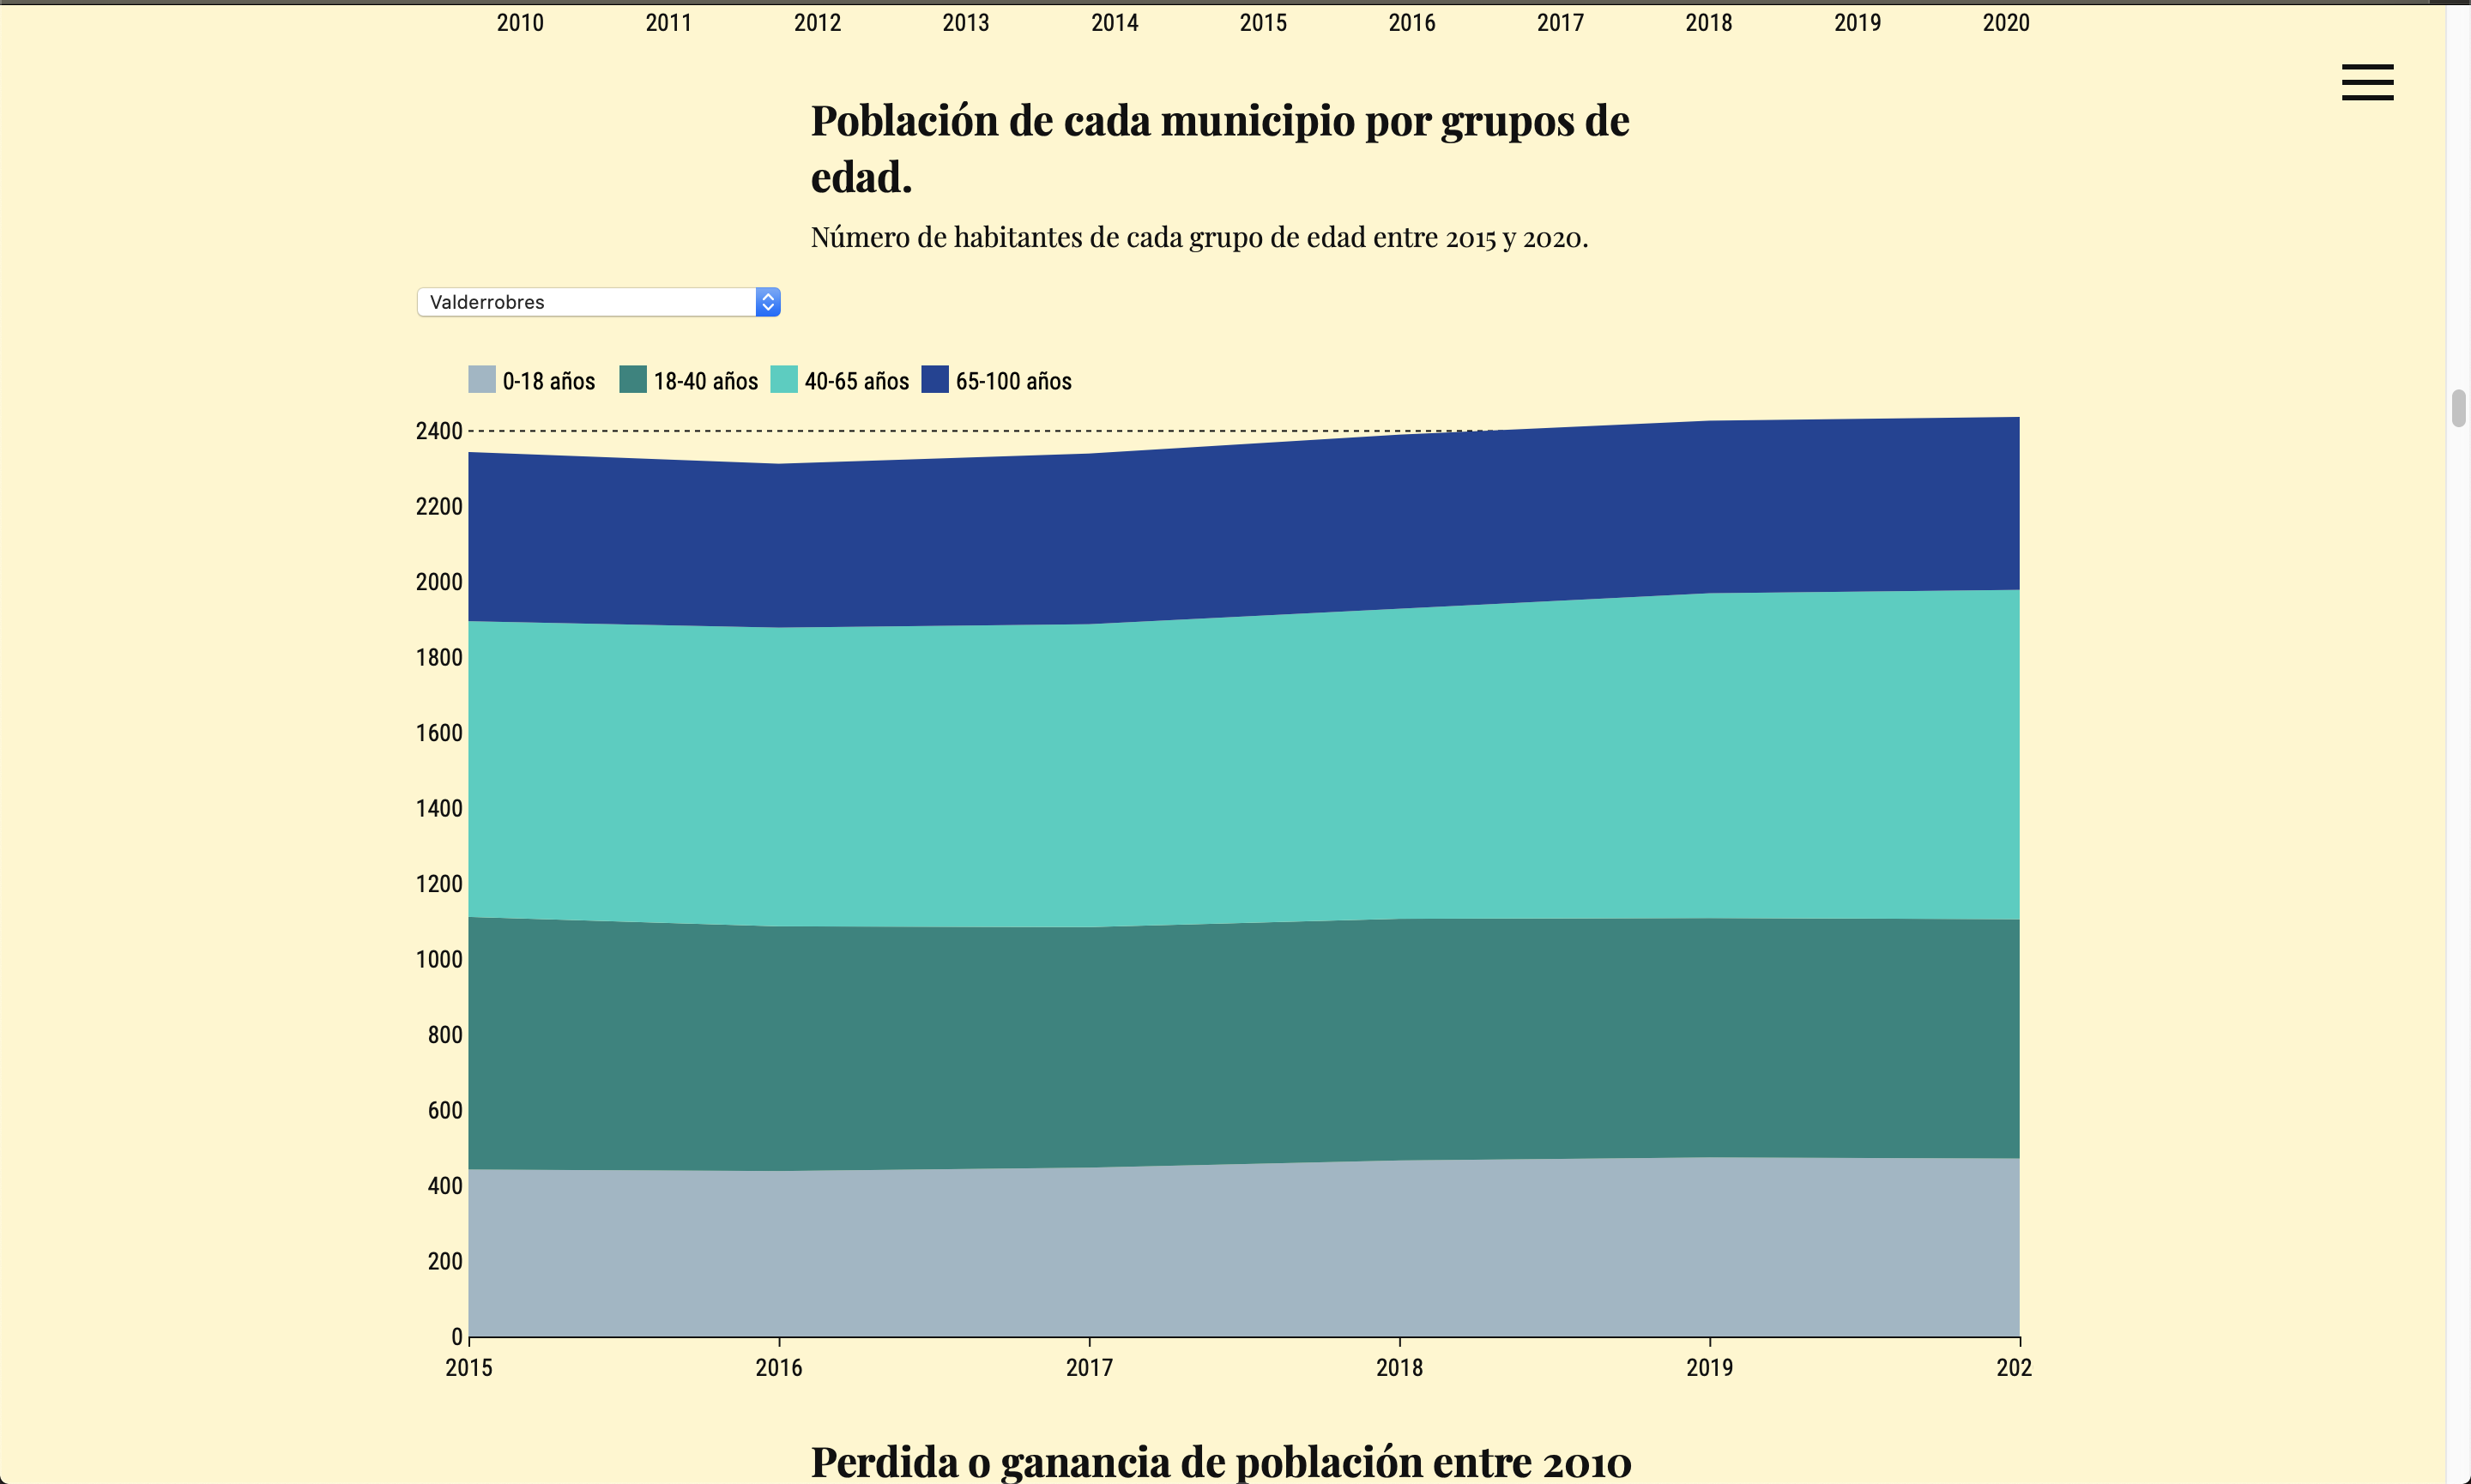 2010 2011 2012 2013 2014 2015 2016 2017 2018 2019 2020
Población de cada municipio por grupos de
edad.
Número de habitantes de cada grupo de edad entre 2015 y 2020.
Valderrobres
0-18 años 18-40 años 40-65 años 65-100 años
2400
2200
2000
1800
1600
1400
1200
1000
800
600
400
200
0
2015 2016 2017 2018 2019 202
Perdida o ganancia de población entre 2010